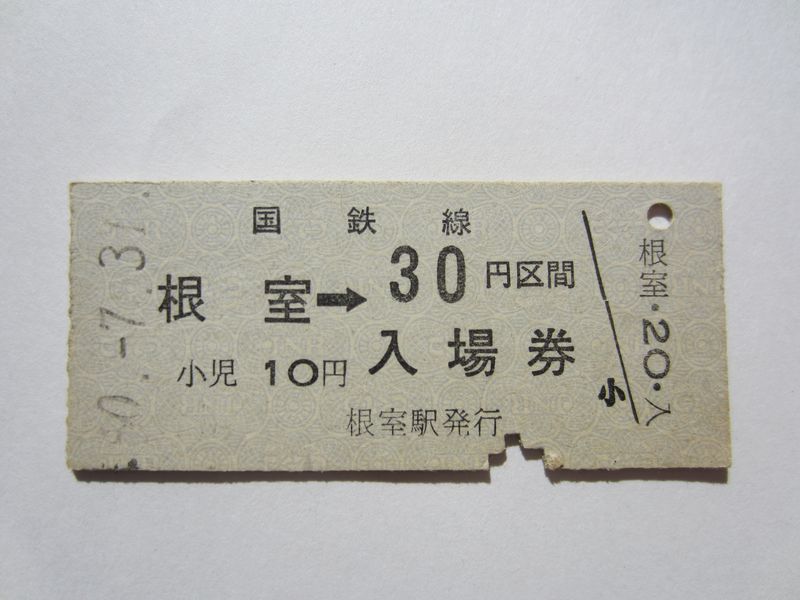 国鉄線
根室→30円区間
小児 10円 入場券
根室駅発行
小
根室・20・入